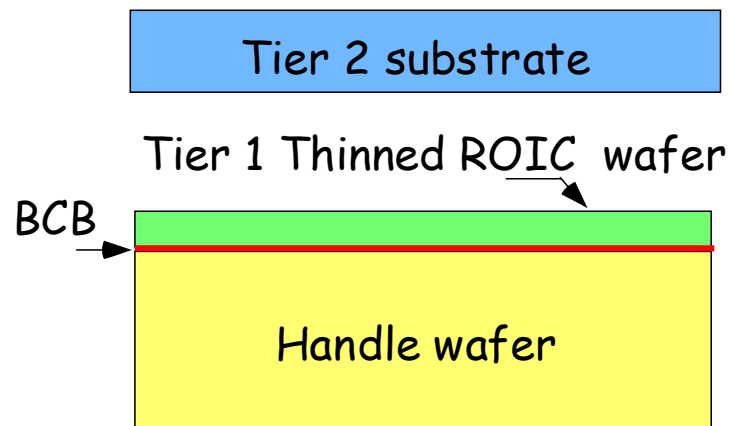 Tier 2 substrate
Tier 1 Thinned ROIC wafer
BCB
Handle wafer